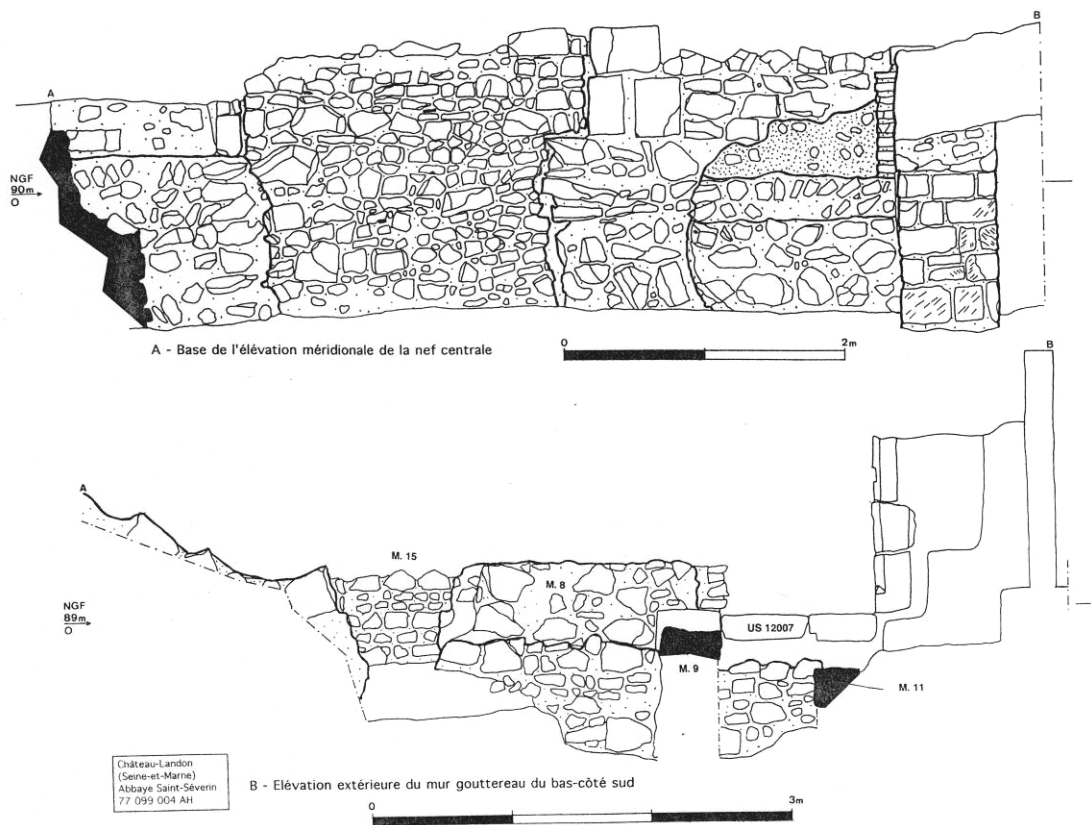 B
A
NGF
90m
O
A - Base de l'élévation méridionale de la nef centrale
0
2m
B
A
M. 15
M. 8
NGF
89m
O
US 12007
M. 9
M. 11
Château-Landon
(Seine-et-Marne)
Abbaye Saint-Séverin
77 099 004 AH
B - Elévation extérieure du mur gouttereau du bas-côté sud
0
3m